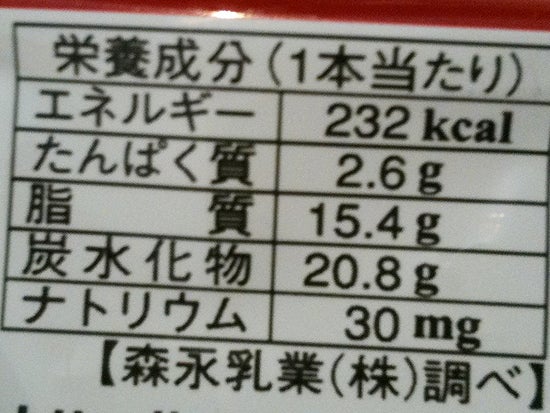 栄養成分(1本当たり)
エネルギー 232 kcal
たんぱく質 2.6 g
脂質 15.4 g
炭水化物 20.8 g
ナトリウム 30 mg
【森永乳業(株)調べ】